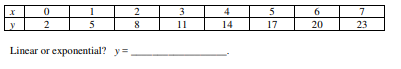 x 0 1 2 3 4 5 6 7
y 2 5 8 11 14 17 20 23
Linear or exponential? y = ____________________.